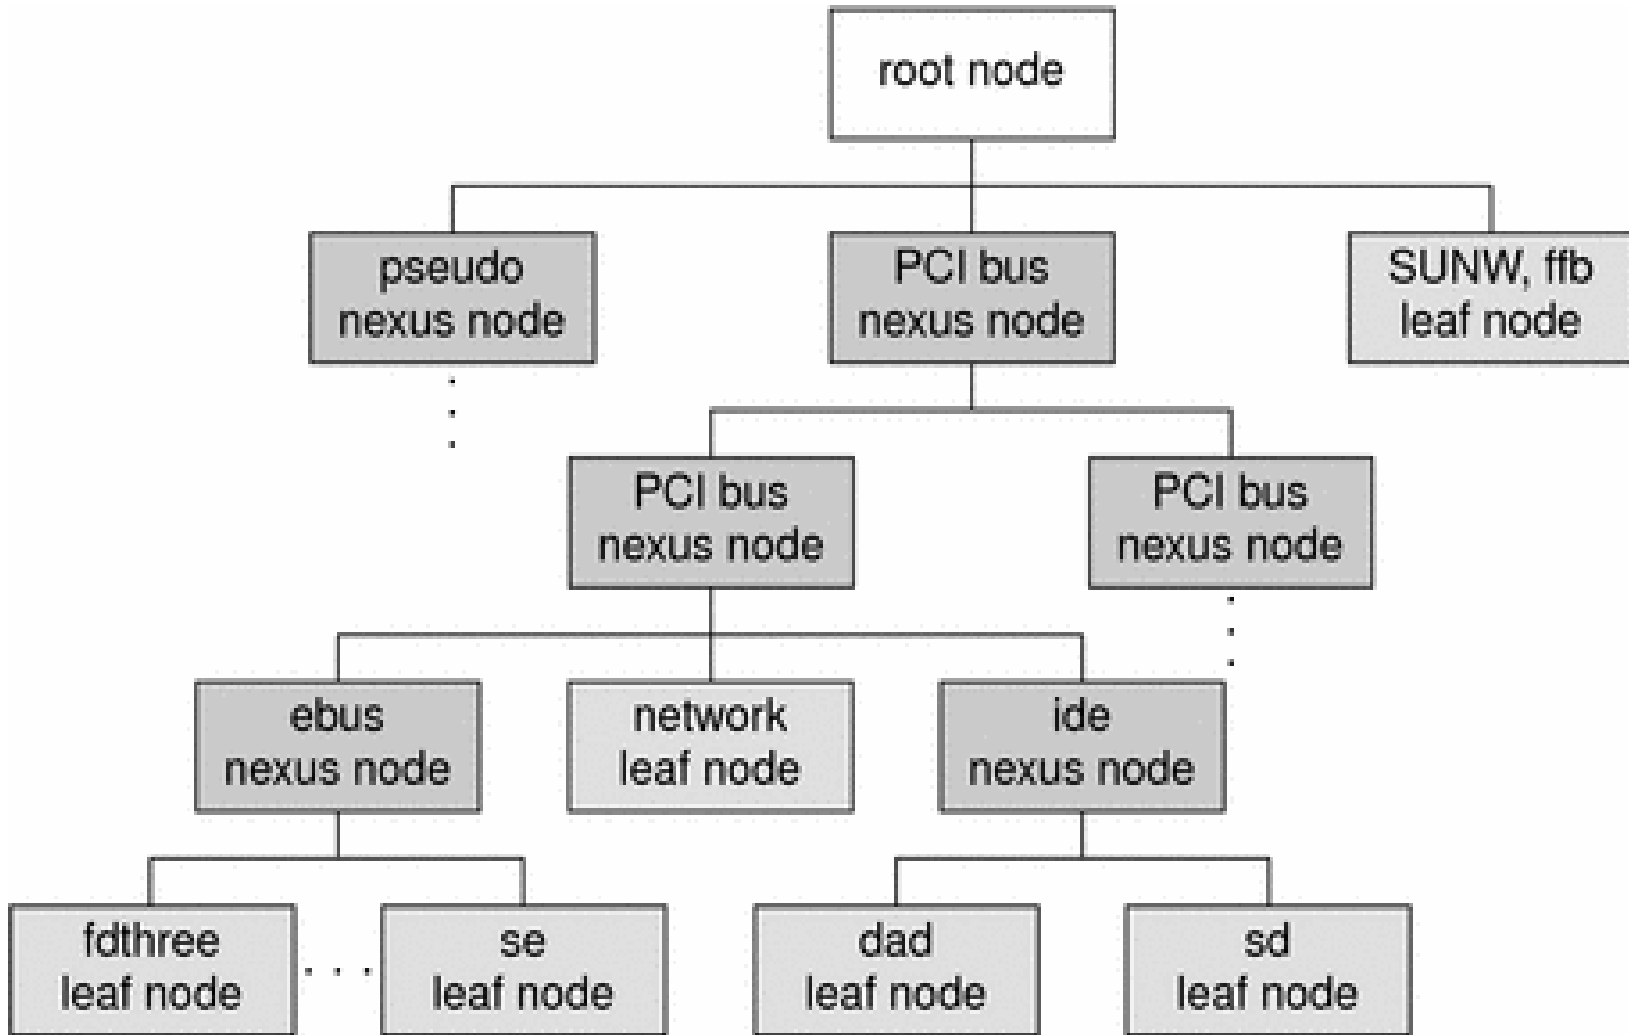 root node
pseudo
nexus node
PCI bus
nexus node
SUNW, ffb
leaf node
PCI bus
nexus node
PCI bus
nexus node
ebus
nexus node
network
leaf node
ide
nexus node
fdthree
leaf node
se
leaf node
dad
leaf node
sd
leaf node